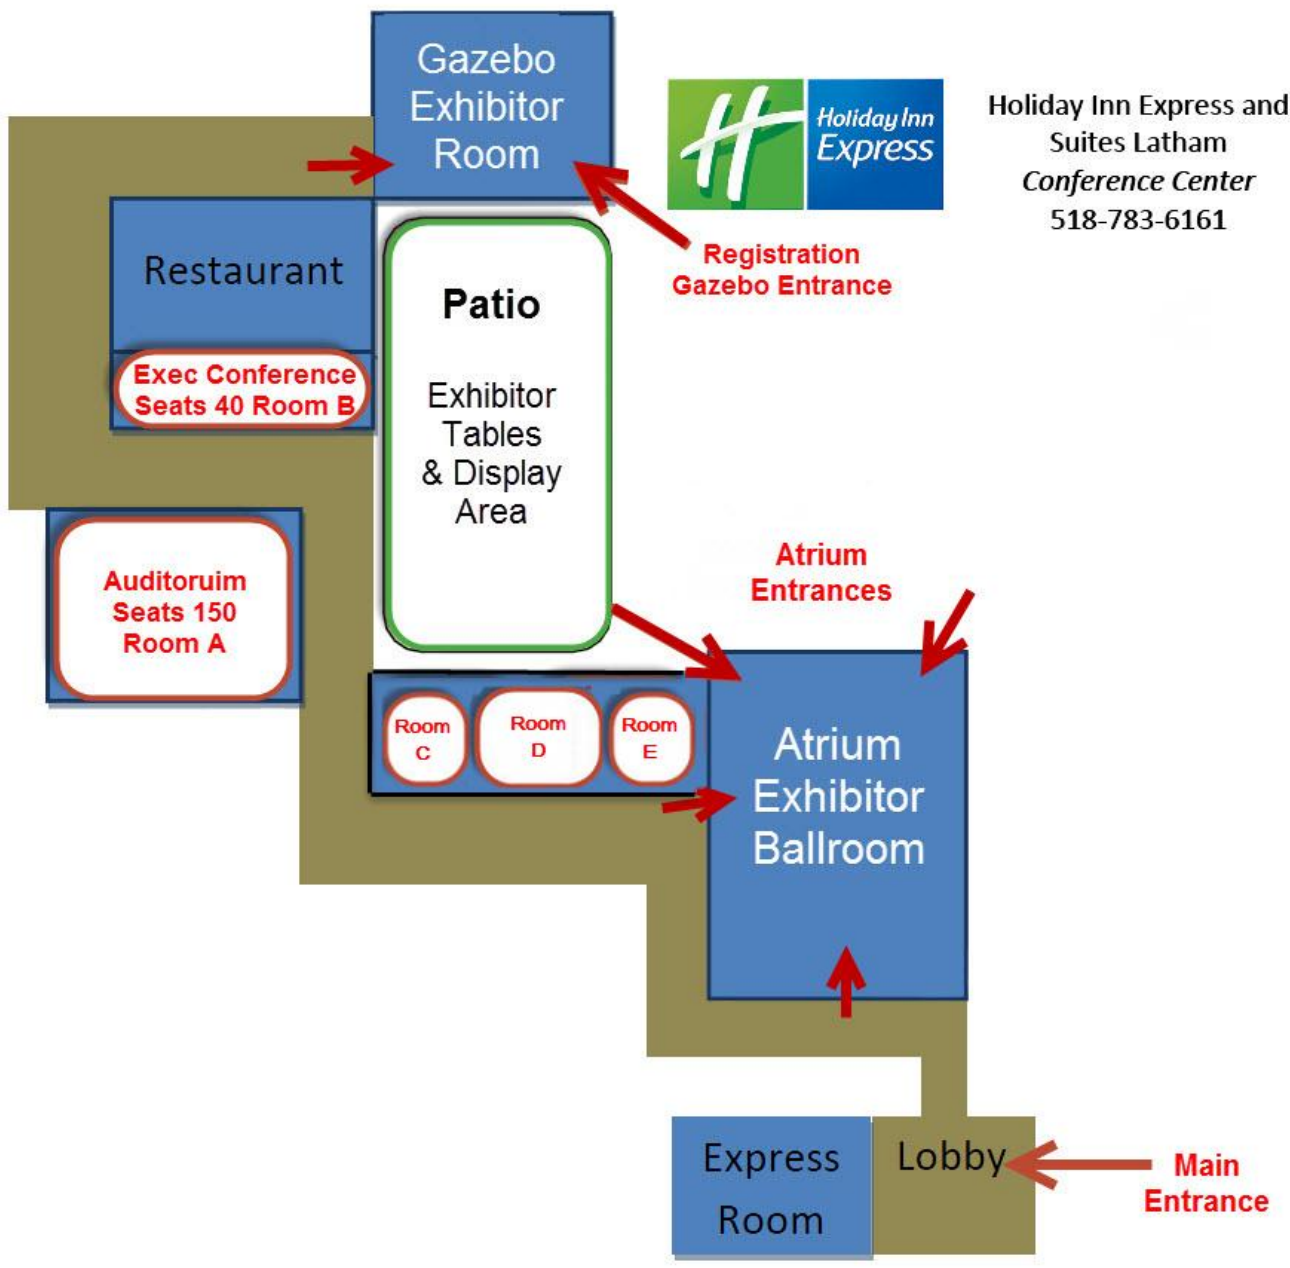 Gazebo
Exhibitor
Room
Holiday Inn
Express
Holiday Inn Express and
Suites Latham
Conference Center
518-783-6161
Registration
Gazebo Entrance
Restaurant
Exec Conference
Seats 40 Room B
Patio
Exhibitor
Tables
& Display
Area
Auditoruim
Seats 150
Room A
Atrium
Entrances
Room
C
Room
D
Room
E
Atrium
Exhibitor
Ballroom
Express
Room
Lobby
Main
Entrance